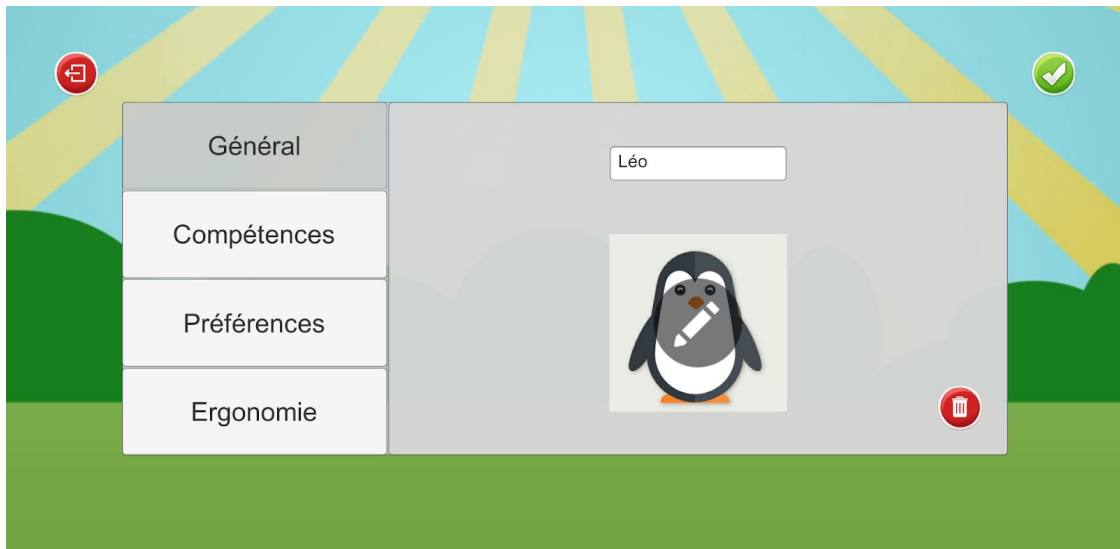 Général
Léo
Compétences
Préférences
Ergonomie